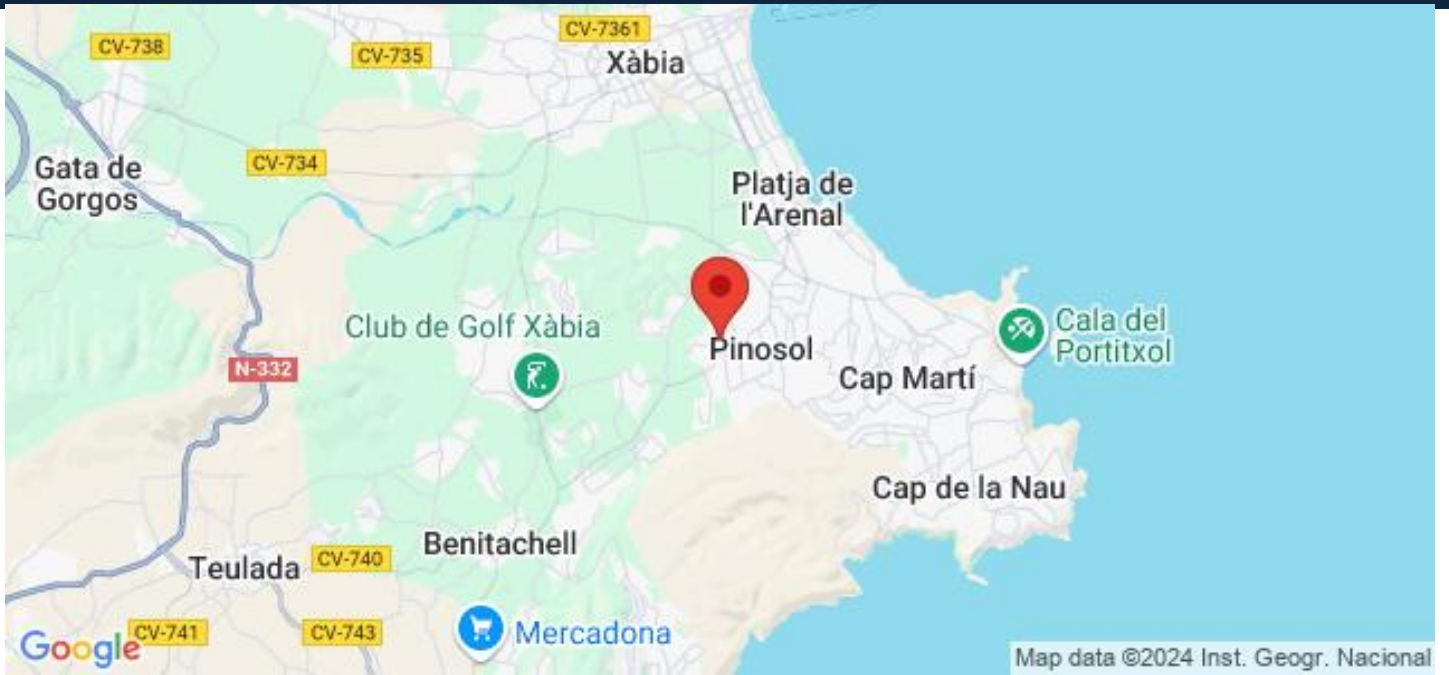 CV-7361
CV-738
CV-735
Xàbia
Gata de
Gorgos
CV-734
Platja de
l'Arenal
Club de Golf Xàbia
Cala del
Portitxol
Pinosol
N-332
Cap Martí
Cap de la Nau
Benitachell
Teulada
CV-740
CV-741
CV-743
Mercadona
Google
Map data ©2024 Inst. Geogr. Nacional